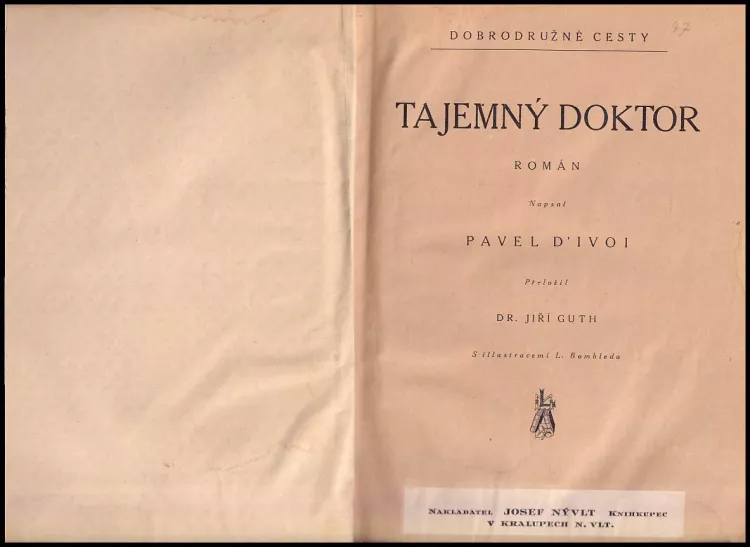 DOBRODRUŽNÉ CESTY
47
TAJEMNÝ DOKTOR
ROMÁN
Napsal
PAVEL D'IVOI
Přeložil
DR. JIŘÍ GUTH
S illustracemi L. Bombleda
NAKLADATEL JOSEF NÝVLT KNIHKUPEC
V KRALUPECH N. VLT.